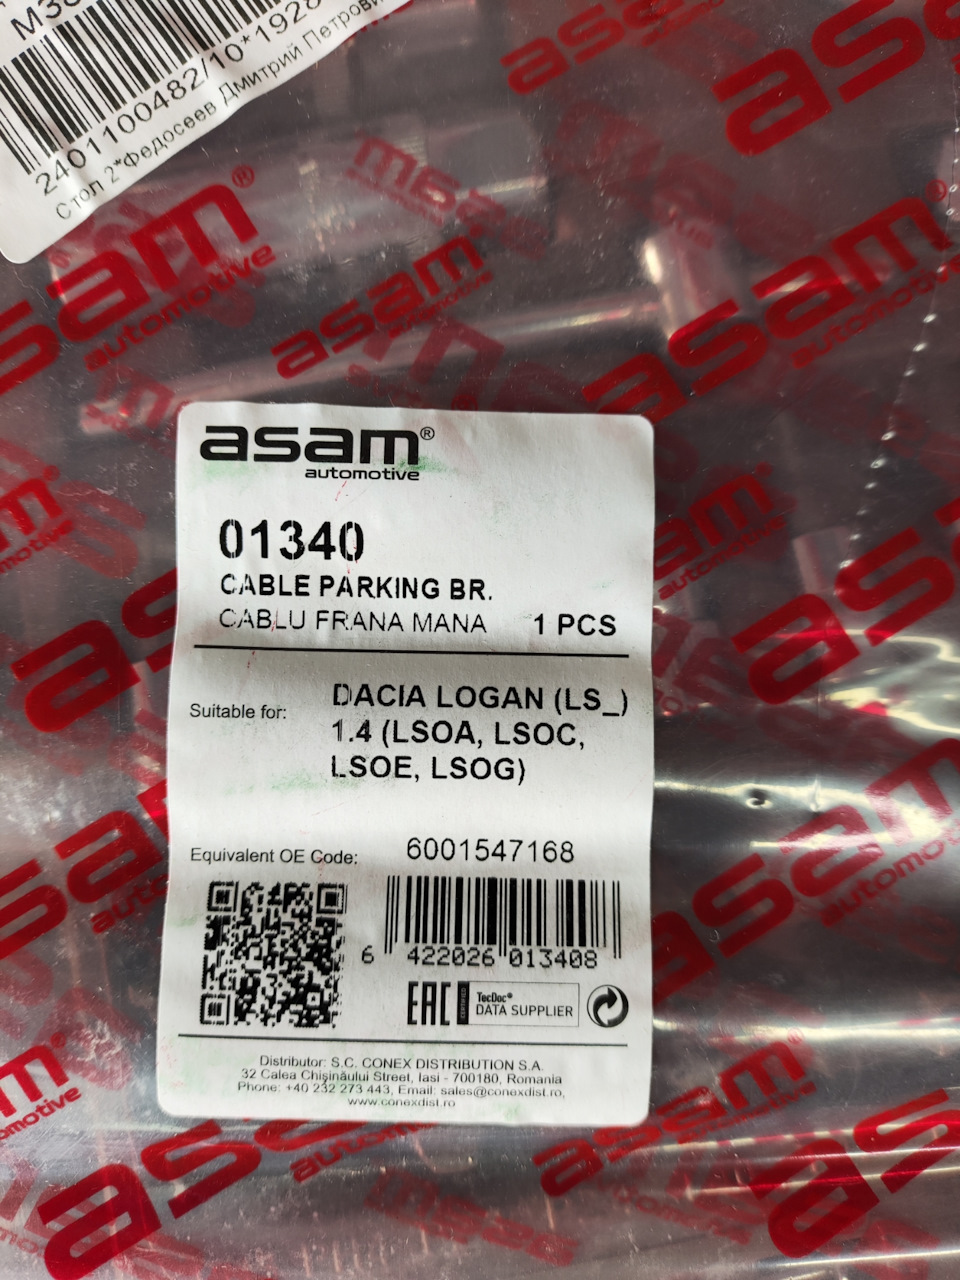 2401100482/10*1928
Стол 2*Федосеев Дмитрий Петрови
asam®
automotive
01340
CABLE PARKING BR.
CABLU FRANA MANA 1 PCS
Suitable for: DACIA LOGAN (LS_)
1.4 (LSOA, LSOC,
LSOE, LSOG)
Equivalent OE Code: 6001547168
6 422026 013408
EAC CERTIFIED TecDoc® DATA SUPPLIER
Distributor: S.C. CONEX DISTRIBUTION S.A.
32 Calea Chişinăului Street, Iasi - 700180, Romania
Phone: +40 232 273 443, Email: sales@conexdist.ro,
www.conexdist.ro